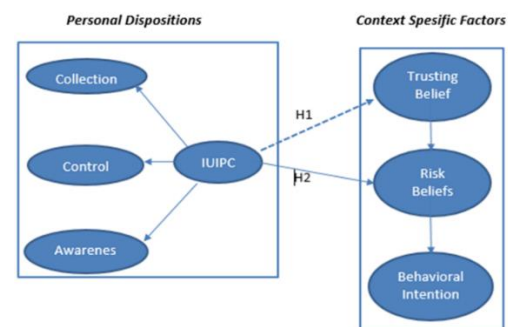 Personal Dispositions
Context Spesific Factors
Collection
Control
Awarenes
IUIPC
H1
H2
Trusting
Belief
Risk
Beliefs
Behavioral
Intention